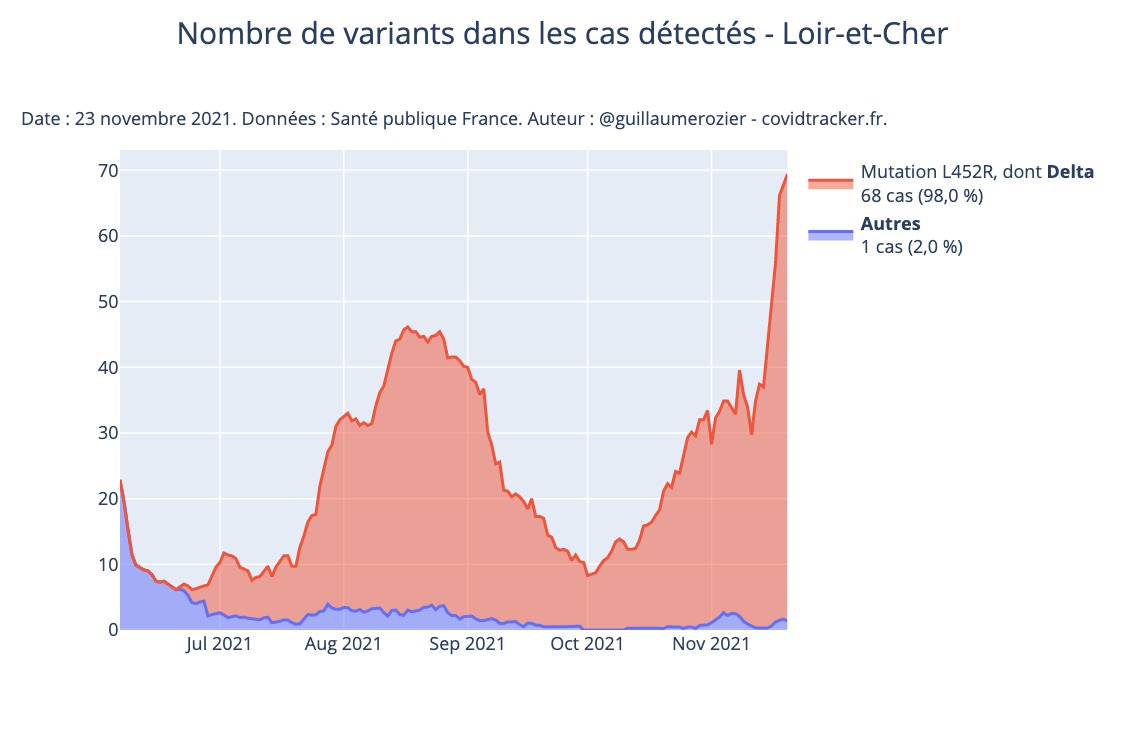 Nombre de variants dans les cas détectés - Loir-et-Cher
Date : 23 novembre 2021. Données : Santé publique France. Auteur : @guillaumerozier - covidtracker.fr.
70
60
50
40
30
20
10
0
Jul 2021
Aug 2021
Sep 2021
Oct 2021
Nov 2021
Mutation L452R, dont Delta
68 cas (98,0 %)
Autres
1 cas (2,0 %)